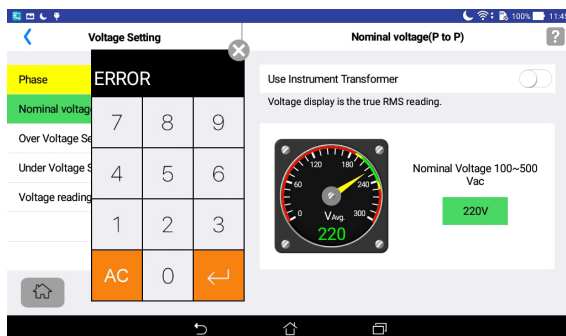 100% 11:45
Voltage Setting
Nominal voltage(P to P)
?
Phase
Nominal voltag
Over Voltage Se
Under Voltage S
Voltage reading
ERROR
7 8 9
4 5 6
1 2 3
AC 0
Use Instrument Transformer
Voltage display is the true RMS reading.
120 180
60 240
0 VAvg. 300
220
Nominal Voltage 100~500
Vac
220V